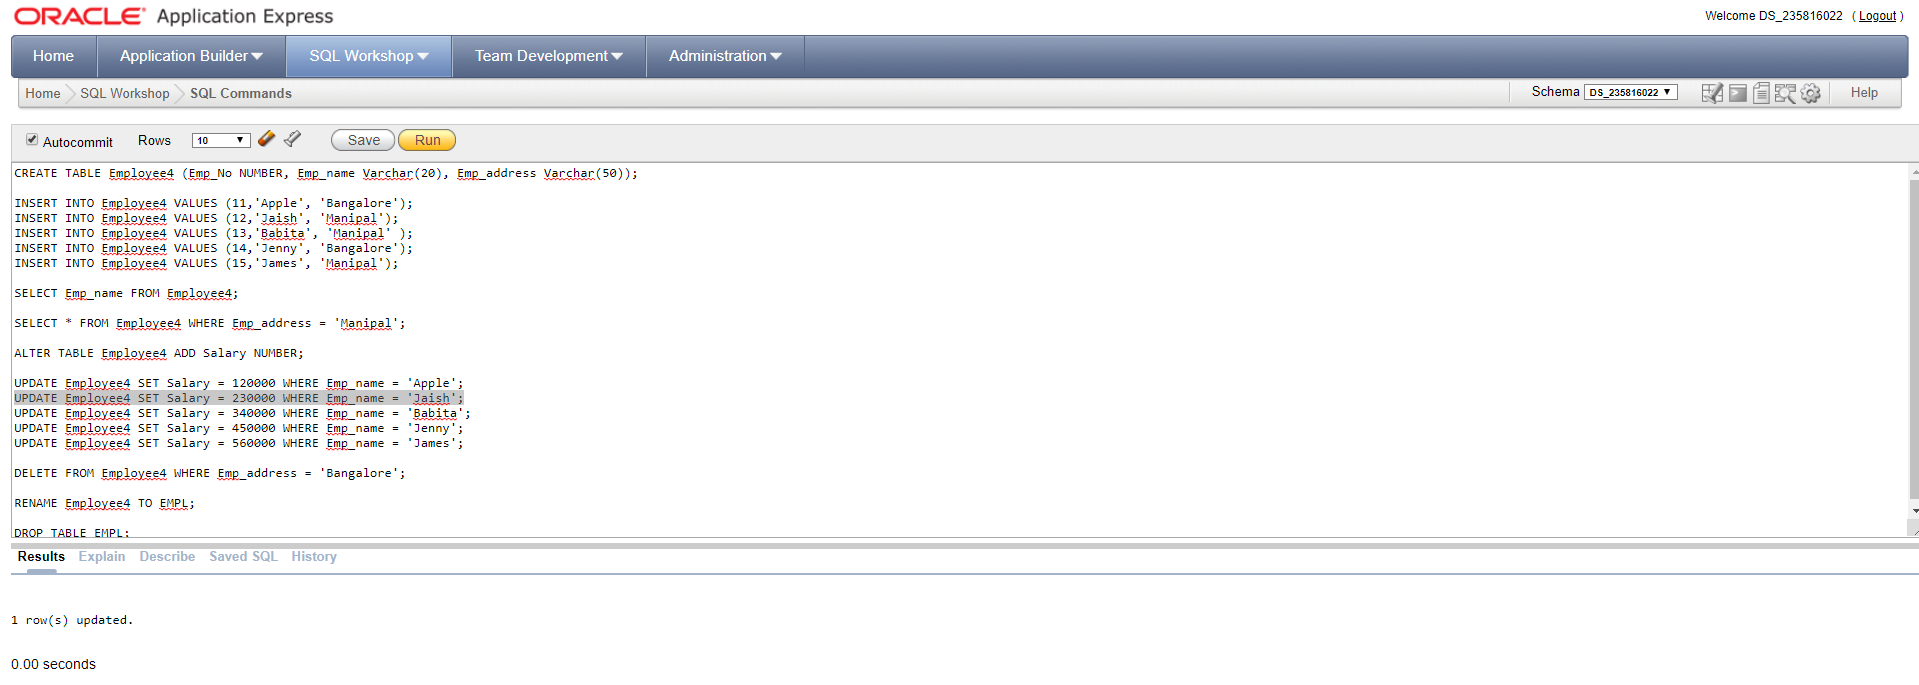 ORACLE® Application Express
Welcome DS_235816022 ( Logout )
Home Application Builder SQL Workshop Team Development Administration
Home SQL Workshop SQL Commands Schema DS_235816022 Help
Autocommit Rows 10 Save Run
CREATE TABLE Employee4 (Emp_No NUMBER, Emp_name Varchar(20), Emp_address Varchar(50));
INSERT INTO Employee4 VALUES (11,'Apple', 'Bangalore');
INSERT INTO Employee4 VALUES (12,'Jaish', 'Manipal');
INSERT INTO Employee4 VALUES (13,'Babita', 'Manipal' );
INSERT INTO Employee4 VALUES (14,'Jenny', 'Bangalore');
INSERT INTO Employee4 VALUES (15,'James', 'Manipal');
SELECT Emp_name FROM Employee4;
SELECT * FROM Employee4 WHERE Emp_address = 'Manipal';
ALTER TABLE Employee4 ADD Salary NUMBER;
UPDATE Employee4 SET Salary = 120000 WHERE Emp_name = 'Apple';
UPDATE Employee4 SET Salary = 230000 WHERE Emp_name = 'Jaish';
UPDATE Employee4 SET Salary = 340000 WHERE Emp_name = 'Babita';
UPDATE Employee4 SET Salary = 450000 WHERE Emp_name = 'Jenny';
UPDATE Employee4 SET Salary = 560000 WHERE Emp_name = 'James';
DELETE FROM Employee4 WHERE Emp_address = 'Bangalore';
RENAME Employee4 TO EMPL;
DROP TABLE EMPL;
Results Explain Describe Saved SQL History
1 row(s) updated.
0.00 seconds